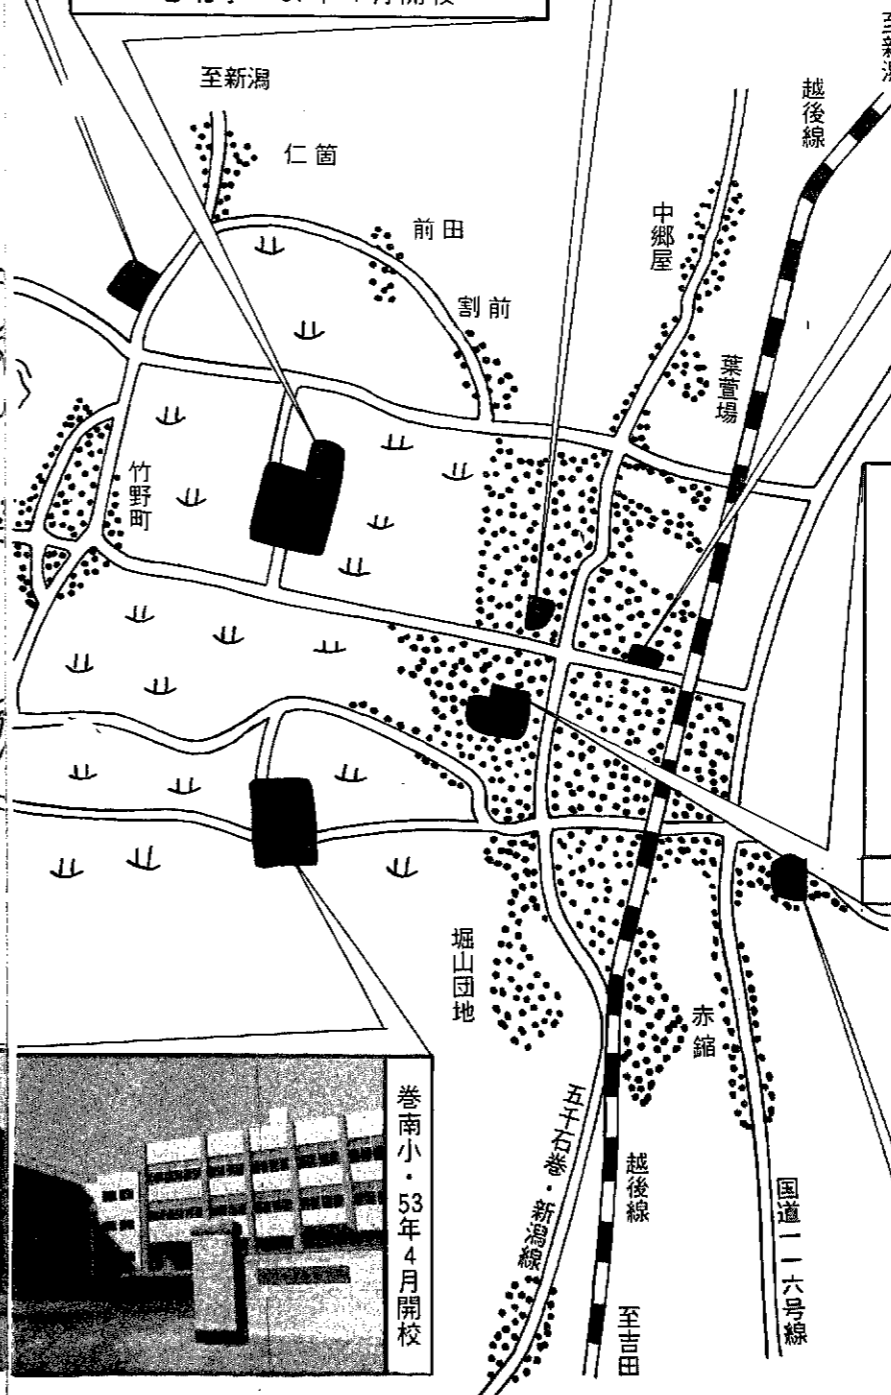 至新潟
仁箇
前田
割前
中郷屋
越後線
葉萱場
竹野町
堀山団地
赤鏥
五千石巻・新潟線
越後線
至吉田
国道一一六号線
巻南小・53年4月開校